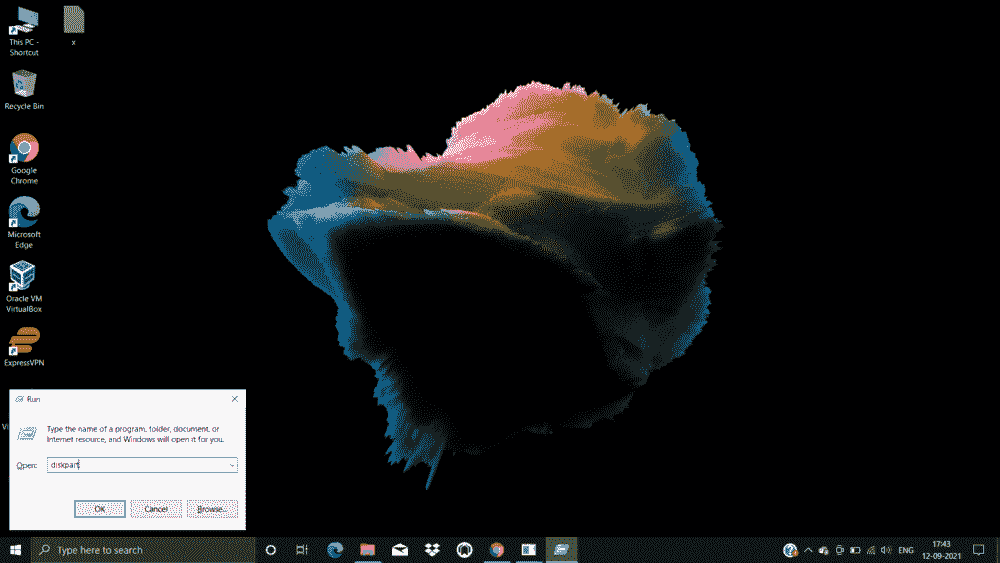 This PC -
Shortcut
x
Recycle Bin
Google
Chrome
Microsoft
Edge
Oracle VM
VirtualBox
ExpressVPN
Run
Type the name of a program, folder, document, or
Internet resource, and Windows will open it for you.
Open:
diskpart
OK
Cancel
Browse...
Type here to search
ENG
17:43
12-09-2021